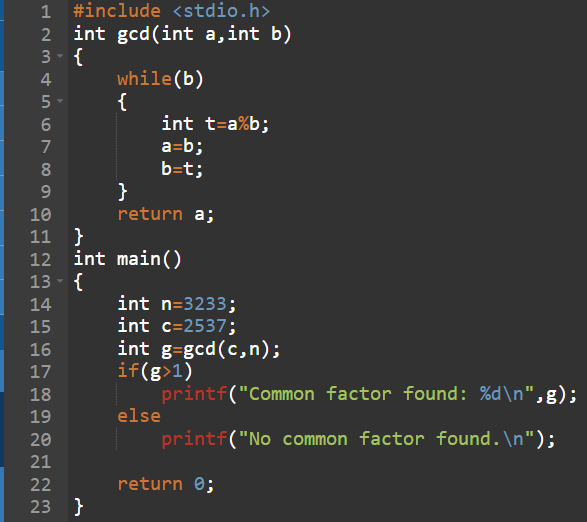 1 #include <stdio.h>
2 int gcd(int a,int b)
3 {
4     while(b)
5     {
6         int t=a%b;
7         a=b;
8         b=t;
9     }
10     return a;
11 }
12 int main()
13 {
14     int n=3233;
15     int c=2537;
16     int g=gcd(c,n);
17     if(g>1)
18         printf("Common factor found: %d\n",g);
19     else
20         printf("No common factor found.\n");
21
22     return 0;
23 }